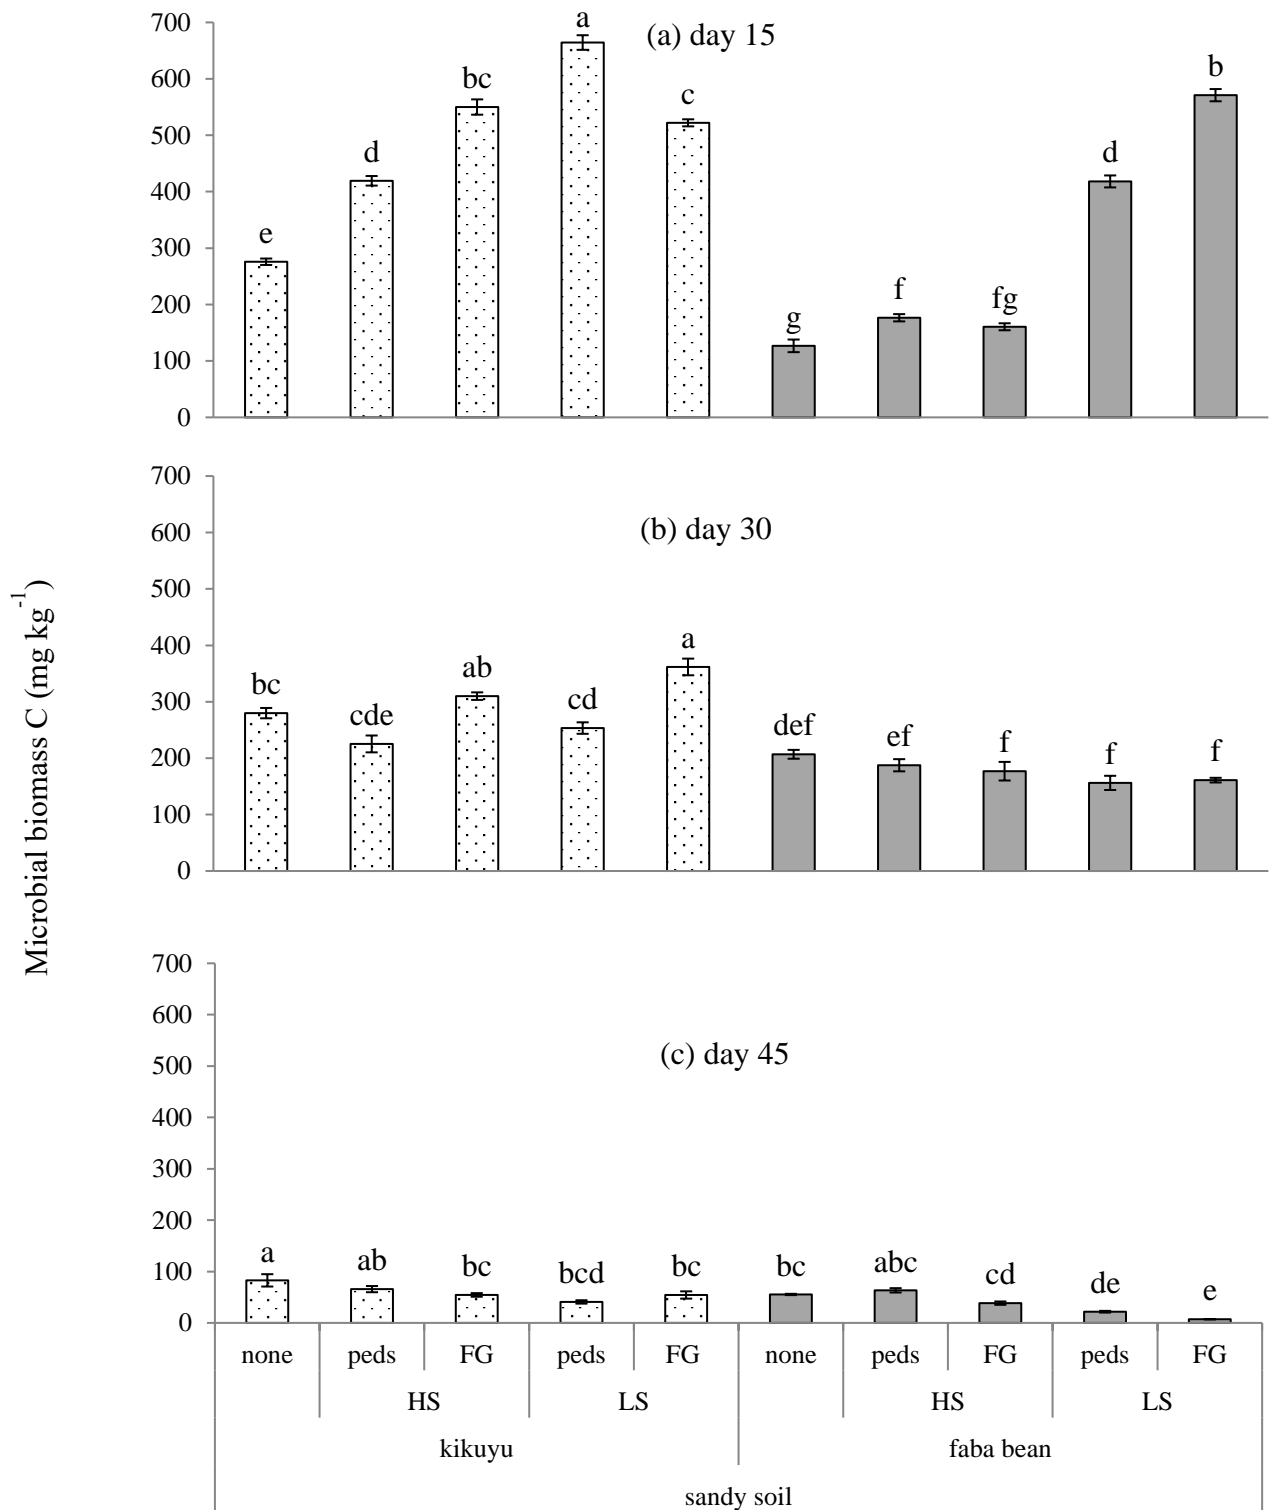 Microbial biomass C (mg kg-1)
(a) day 15
700
600
500
400
300
200
100
0
e
d
bc
a
c
g
f
fg
d
b
(b) day 30
700
600
500
400
300
200
100
0
bc
cde
ab
cd
a
def
ef
f
f
f
(c) day 45
700
600
500
400
300
200
100
0
a
ab
bc
bcd
bc
bc
abc
cd
de
e
none peds FG peds FG none peds FG peds FG
HS LS HS LS
kikuyu faba bean
sandy soil